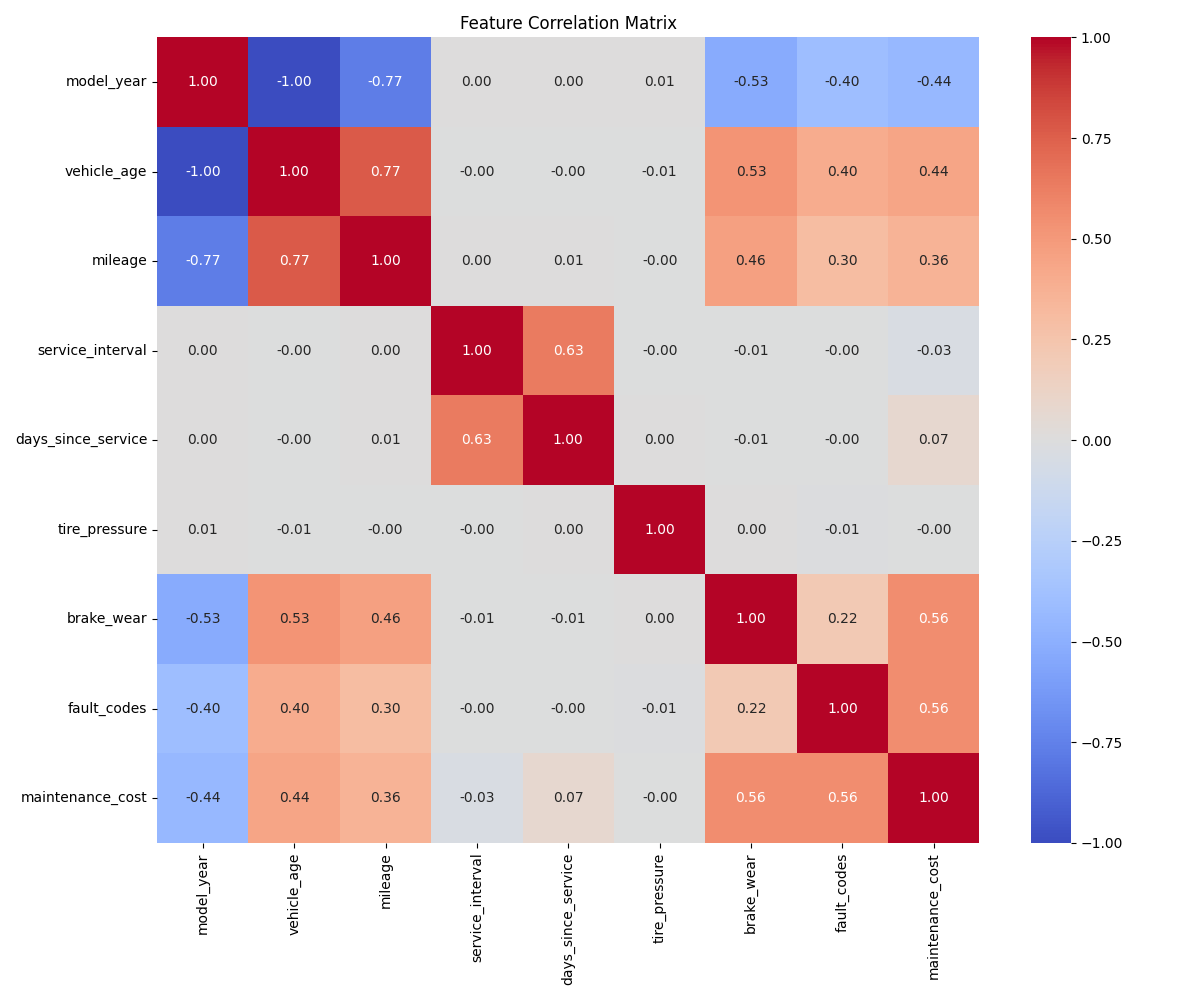 Feature Correlation Matrix
model_year 1.00 -1.00 -0.77 0.00 0.00 0.01 -0.53 -0.40 -0.44
vehicle_age -1.00 1.00 0.77 -0.00 -0.00 -0.01 0.53 0.40 0.44
mileage -0.77 0.77 1.00 0.00 0.01 -0.00 0.46 0.30 0.36
service_interval 0.00 -0.00 0.00 1.00 0.63 -0.00 -0.01 -0.00 -0.03
days_since_service 0.00 -0.00 0.01 0.63 1.00 0.00 -0.01 -0.00 0.07
tire_pressure 0.01 -0.01 -0.00 -0.00 0.00 1.00 0.00 -0.01 -0.00
brake_wear -0.53 0.53 0.46 -0.01 -0.01 0.00 1.00 0.22 0.56
fault_codes -0.40 0.40 0.30 -0.00 -0.00 -0.01 0.22 1.00 0.56
maintenance_cost -0.44 0.44 0.36 -0.03 0.07 -0.00 0.56 0.56 1.00
model_year
vehicle_age
mileage
service_interval
days_since_service
tire_pressure
brake_wear
fault_codes
maintenance_cost
1.00
0.75
0.50
0.25
0.00
−0.25
−0.50
−0.75
−1.00